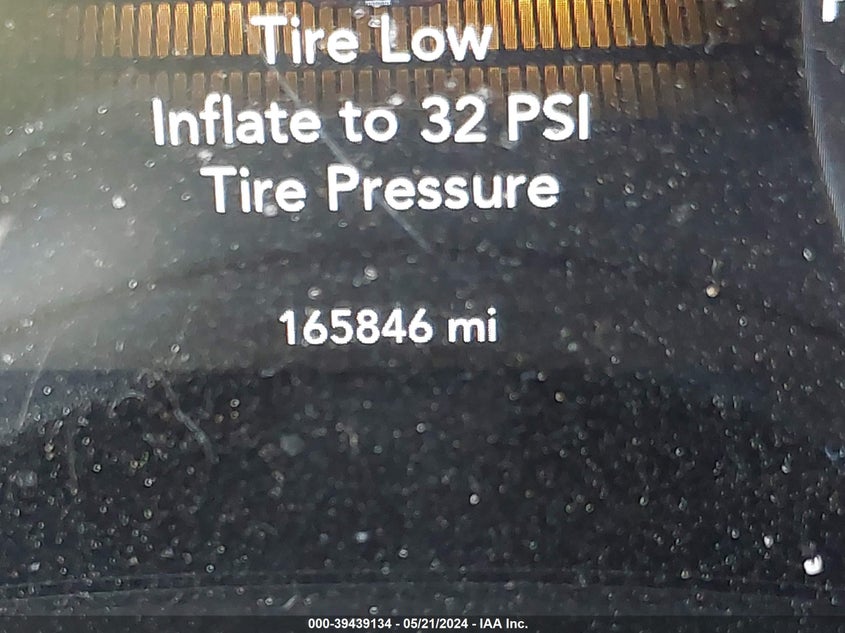 Tire Low
Inflate to 32 PSI
Tire Pressure
165846 mi
000-39439134 - 05/21/2024 - IAA Inc.